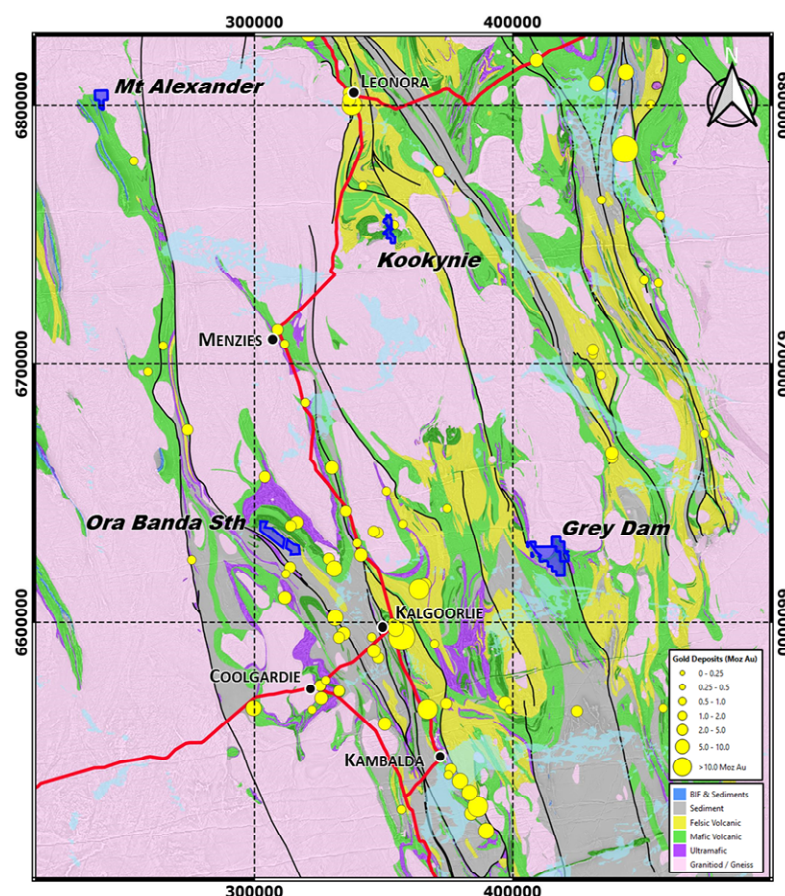 300000
400000
N
Mt Alexander
LEONORA
6800000
6800000
Kookynie
MENZIES
6700000
6700000
Ora Banda Sth
Grey Dam
KALGOORLIE
6600000
6600000
COOLGARDIE
KAMBALDA
Gold Deposits (Moz Au)
0 - 0.25
0.25 - 0.5
0.5 - 1.0
1.0 - 2.0
2.0 - 5.0
5.0 - 10.0
>10.0 Moz Au
BIF & Sediments
Sediment
Felsic Volcanic
Mafic Volcanic
Ultramafic
Granitiod / Gneiss
300000
400000